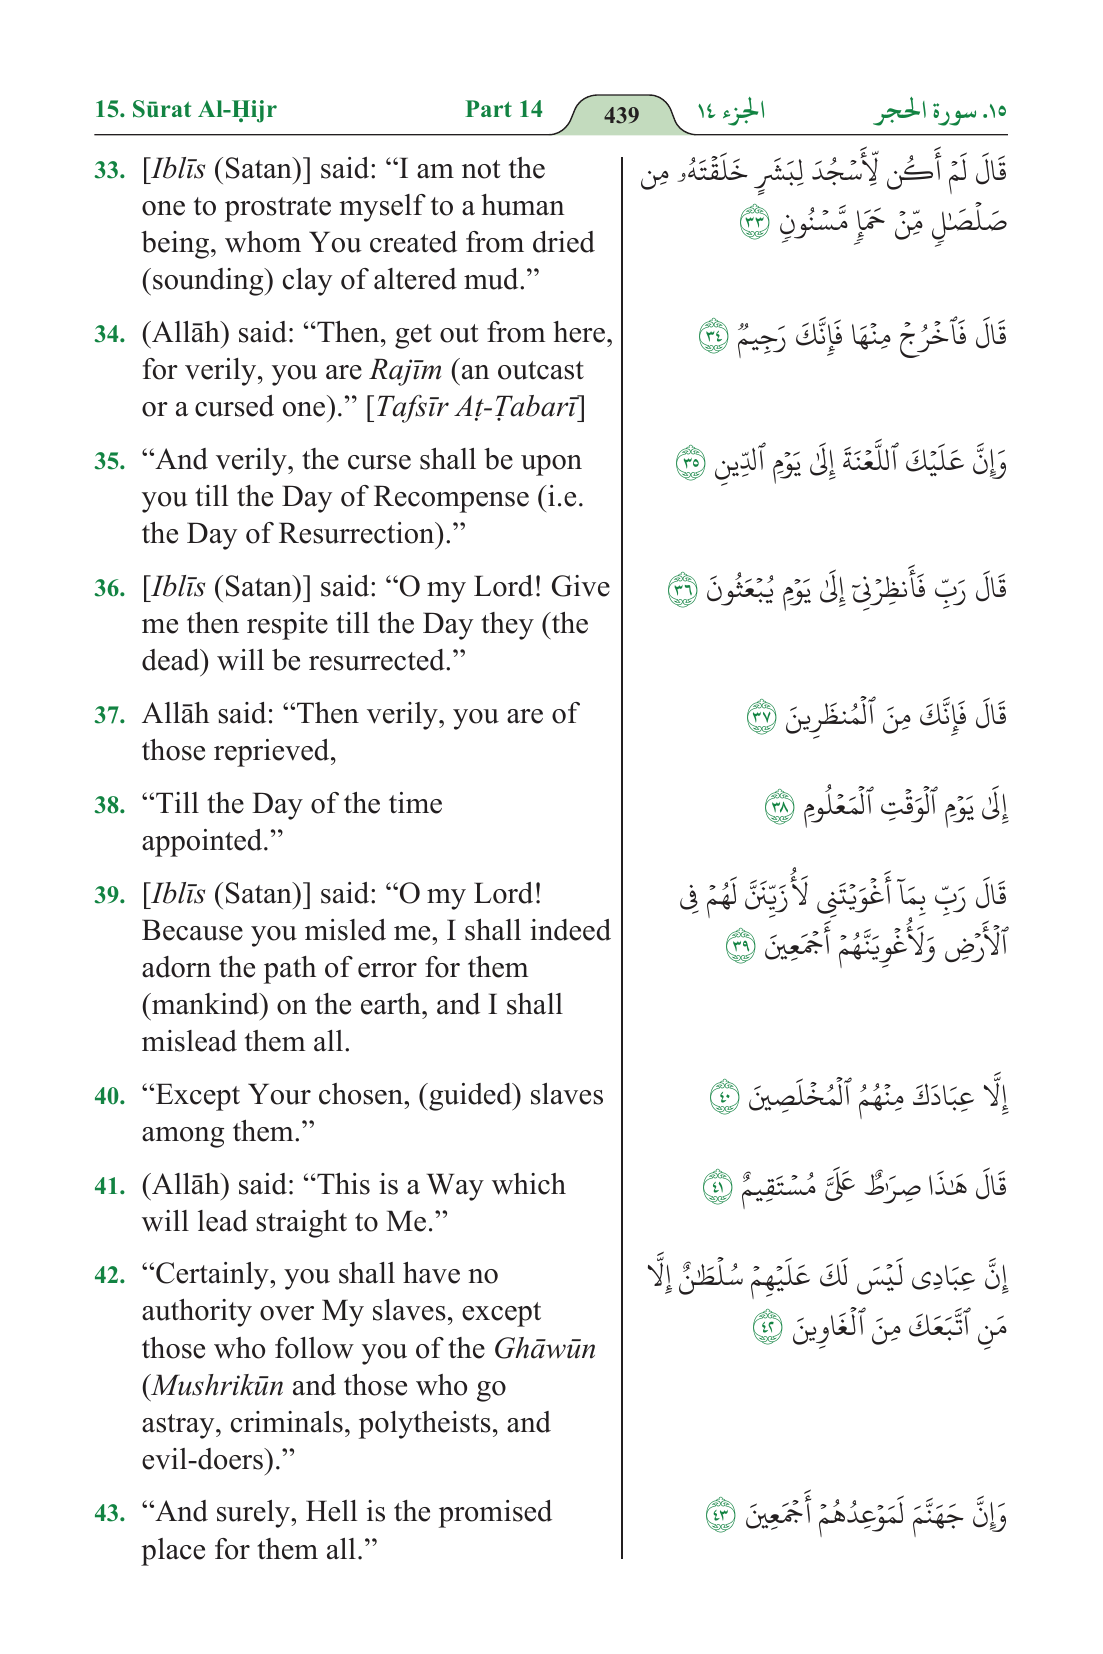 15. Sūrat Al-Ḥijr Part 14 439 الجزء ١٤ ١٥. سورة الحجر
33. [Iblīs (Satan)] said: “I am not the
one to prostrate myself to a human
being, whom You created from dried
(sounding) clay of altered mud.”
34. (Allāh) said: “Then, get out from here,
for verily, you are Rajīm (an outcast
or a cursed one).” [Tafsīr Aṭ-Ṭabarī]
35. “And verily, the curse shall be upon
you till the Day of Recompense (i.e.
the Day of Resurrection).”
36. [Iblīs (Satan)] said: “O my Lord! Give
me then respite till the Day they (the
dead) will be resurrected.”
37. Allāh said: “Then verily, you are of
those reprieved,
38. “Till the Day of the time
appointed.”
39. [Iblīs (Satan)] said: “O my Lord!
Because you misled me, I shall indeed
adorn the path of error for them
(mankind) on the earth, and I shall
mislead them all.
40. “Except Your chosen, (guided) slaves
among them.”
41. (Allāh) said: “This is a Way which
will lead straight to Me.”
42. “Certainly, you shall have no
authority over My slaves, except
those who follow you of the Ghāwūn
(Mushrikūn and those who go
astray, criminals, polytheists, and
evil-doers).”
43. “And surely, Hell is the promised
place for them all.”
قَالَ لَمْ أَكُن لِّأَسْجُدَ لِبَشَرٍ خَلَقْتَهُۥ مِن
صَلْصَٰلٍ مِّنْ حَمَإٍ مَّسْنُونٍ ٣٣
قَالَ فَٱخْرُجْ مِنْهَا فَإِنَّكَ رَجِيمٌ ٣٤
وَإِنَّ عَلَيْكَ ٱللَّعْنَةَ إِلَىٰ يَوْمِ ٱلدِّينِ ٣٥
قَالَ رَبِّ فَأَنظِرْنِىٓ إِلَىٰ يَوْمِ يُبْعَثُونَ ٣٦
قَالَ فَإِنَّكَ مِنَ ٱلْمُنظَرِينَ ٣٧
إِلَىٰ يَوْمِ ٱلْوَقْتِ ٱلْمَعْلُومِ ٣٨
قَالَ رَبِّ بِمَآ أَغْوَيْتَنِى لَأُزَيِّنَنَّ لَهُمْ فِى
ٱلْأَرْضِ وَلَأُغْوِيَنَّهُمْ أَجْمَعِينَ ٣٩
إِلَّا عِبَادَكَ مِنْهُمُ ٱلْمُخْلَصِينَ ٤٠
قَالَ هَٰذَا صِرَٰطٌ عَلَىَّ مُسْتَقِيمٌ ٤١
إِنَّ عِبَادِى لَيْسَ لَكَ عَلَيْهِمْ سُلْطَٰنٌ إِلَّا
مَنِ ٱتَّبَعَكَ مِنَ ٱلْغَاوِينَ ٤٢
وَإِنَّ جَهَنَّمَ لَمَوْعِدُهُمْ أَجْمَعِينَ ٤٣